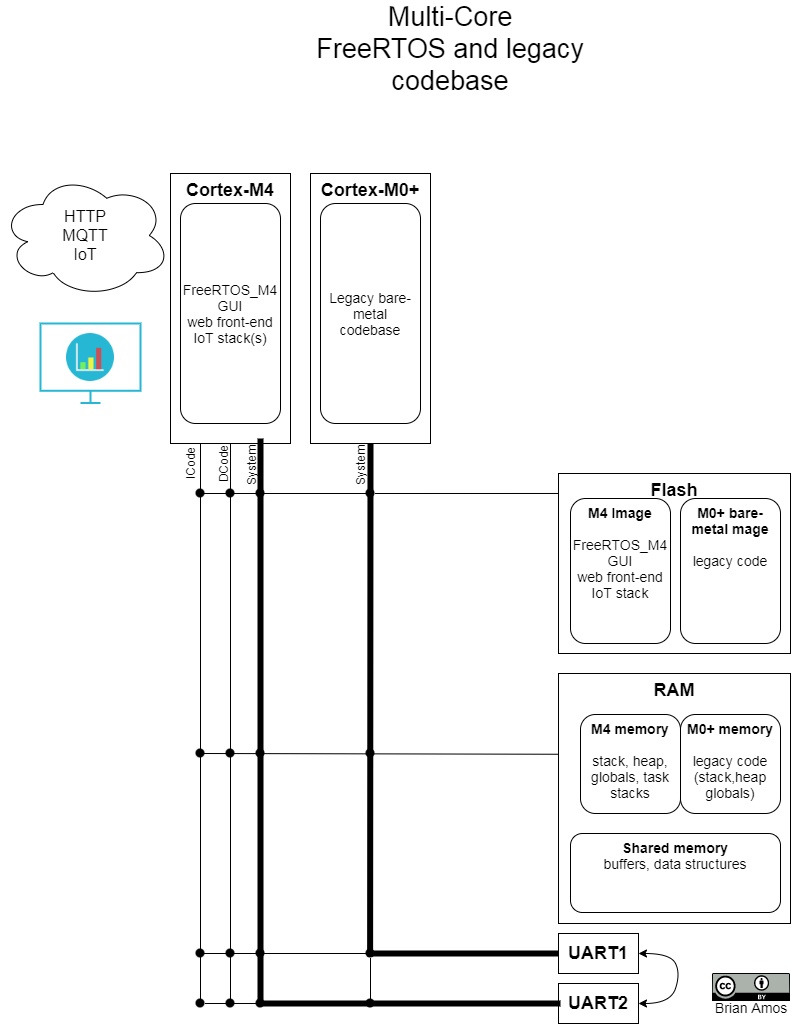 Multi-Core
FreeRTOS and legacy
codebase
HTTP
MQTT
IoT
Cortex-M4
FreeRTOS_M4
GUI
web front-end
IoT stack(s)
Cortex-M0+
Legacy bare-
metal
codebase
ICode
DCode
System
System
Flash
M4 Image
FreeRTOS_M4
GUI
web front-end
IoT stack
M0+ bare-
metal mage
legacy code
RAM
M4 memory
stack, heap,
globals, task
stacks
M0+ memory
legacy code
(stack,heap
globals)
Shared memory
buffers, data structures
UART1
UART2
cc
BY
Brian Amos